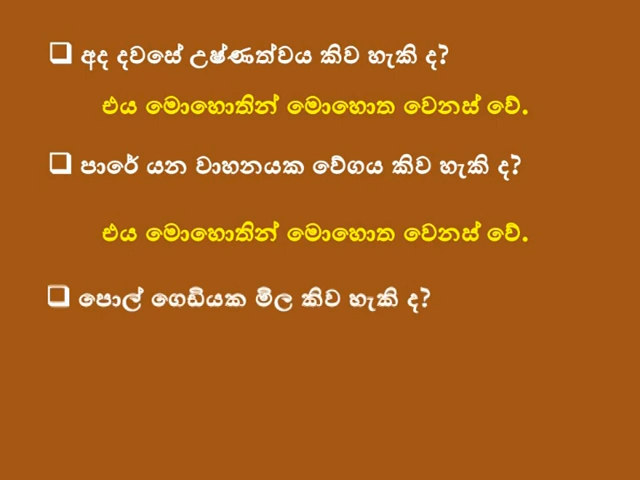 ❑ අද දවසේ උෂ්ණත්වය කිව හැකි ද?
එය මොහොතින් මොහොත වෙනස් වේ.
❑ පාරේ යන වාහනයක වේගය කිව හැකි ද?
එය මොහොතින් මොහොත වෙනස් වේ.
❑ පොල් ගෙඩියක මිල කිව හැකි ද?